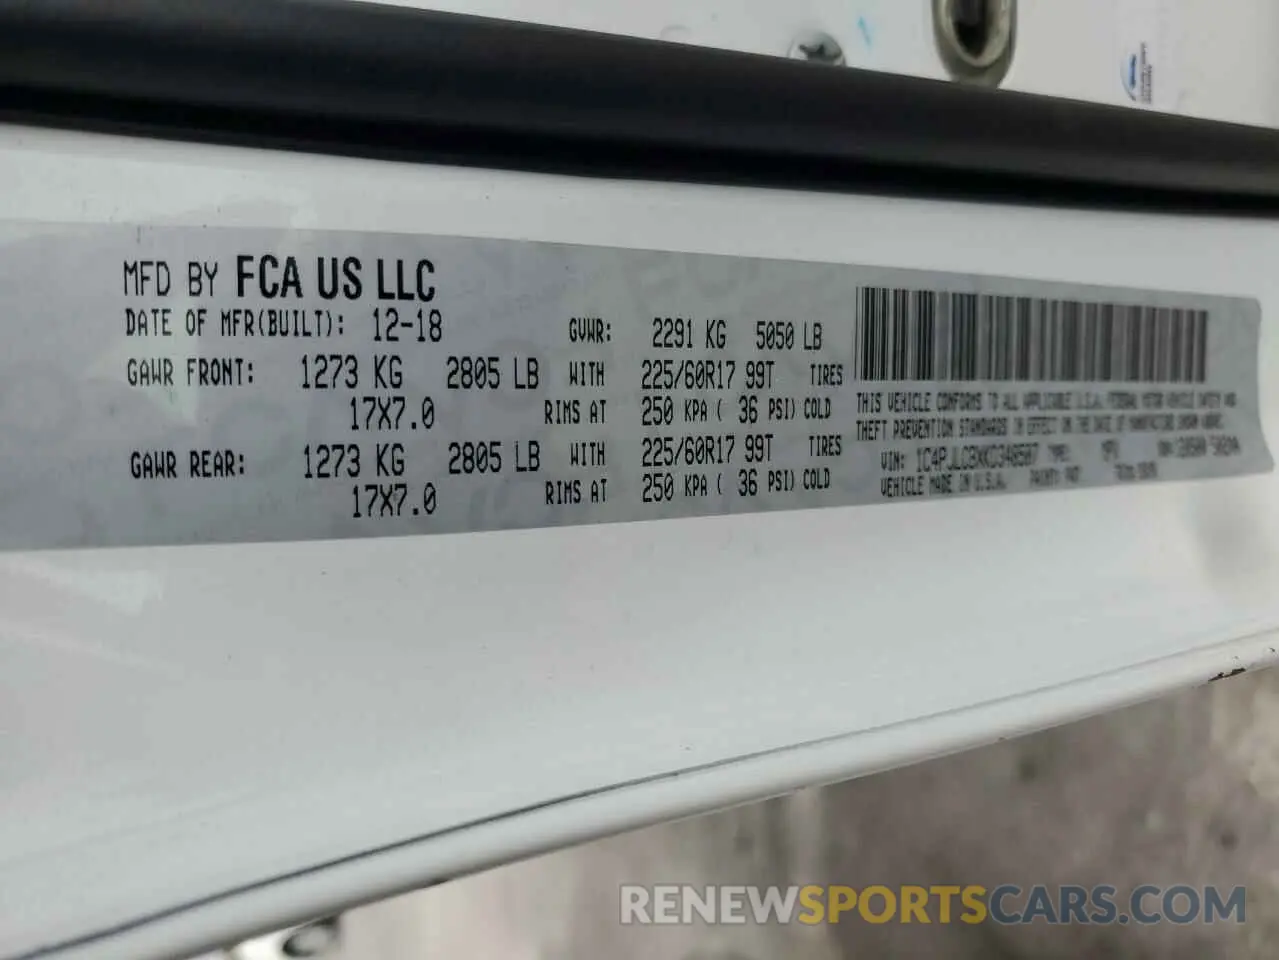 MFD BY FCA US LLC
DATE OF MFR(BUILT): 12-18 GVWR: 2291 KG 5050 LB
GAWR FRONT: 1273 KG 2805 LB WITH 225/60R17 99T TIRES
17X7.0 RIMS AT 250 KPA ( 36 PSI) COLD
GAWR REAR: 1273 KG 2805 LB WITH 225/60R17 99T TIRES
17X7.0 RIMS AT 250 KPA ( 36 PSI) COLD
THIS VEHICLE CONFORMS TO ALL APPLICABLE U.S.A. FEDERAL MOTOR VEHICLE SAFETY AND
THEFT PREVENTION STANDARDS IN EFFECT ON THE DATE OF MANUFACTURE SHOWN ABOVE.
VIN:
VEHICLE MADE IN U.S.A.
RENEWSPORTSCARS.COM